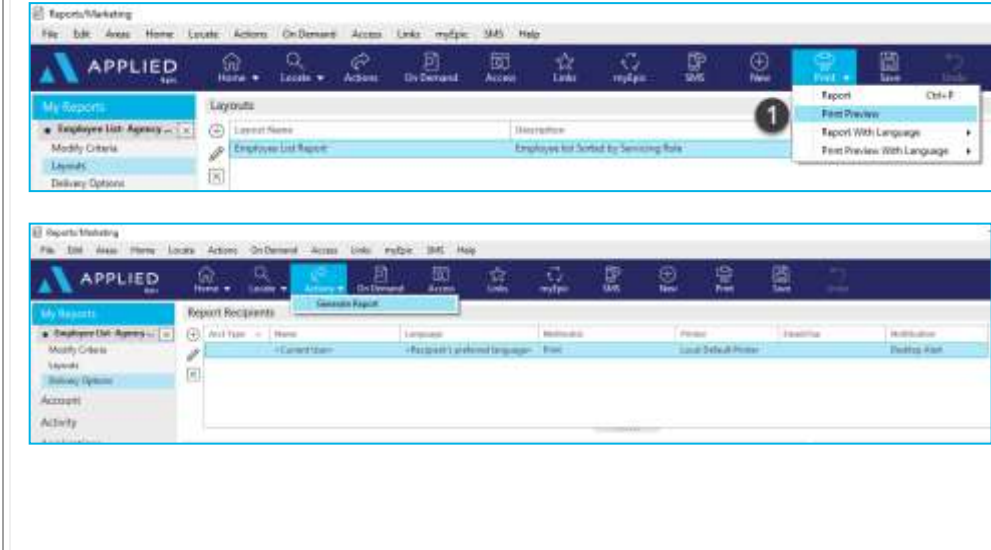 Reports/Marketing
File Edit Areas Home Locate Actions On Demand Access Links myEpic SMS Help
APPLIED Epic Home Locate Actions On Demand Access Links myEpic SMS New Print Save Undo
My Reports Layouts Report Ctrl+P
1 Print Preview
Employee List- Agency ... Layout Name Description Report With Language
Modify Criteria Employee List Report Employee list Sorted by Servicing Role Print Preview With Language
Layouts
Delivery Options
Reports/Marketing
File Edit Areas Home Locate Actions On Demand Access Links myEpic SMS Help
APPLIED Epic Home Locate Actions On Demand Access Links myEpic SMS New Print Save Undo
Generate Report
My Reports Report Recipients
Employee List- Agency ... Acct Type Name Language Method(s) Printer Email/Fax Notification
Modify Criteria <Current User> <Recipient's preferred language> Print Local Default Printer Desktop Alert
Layouts
Delivery Options
Account
Activity